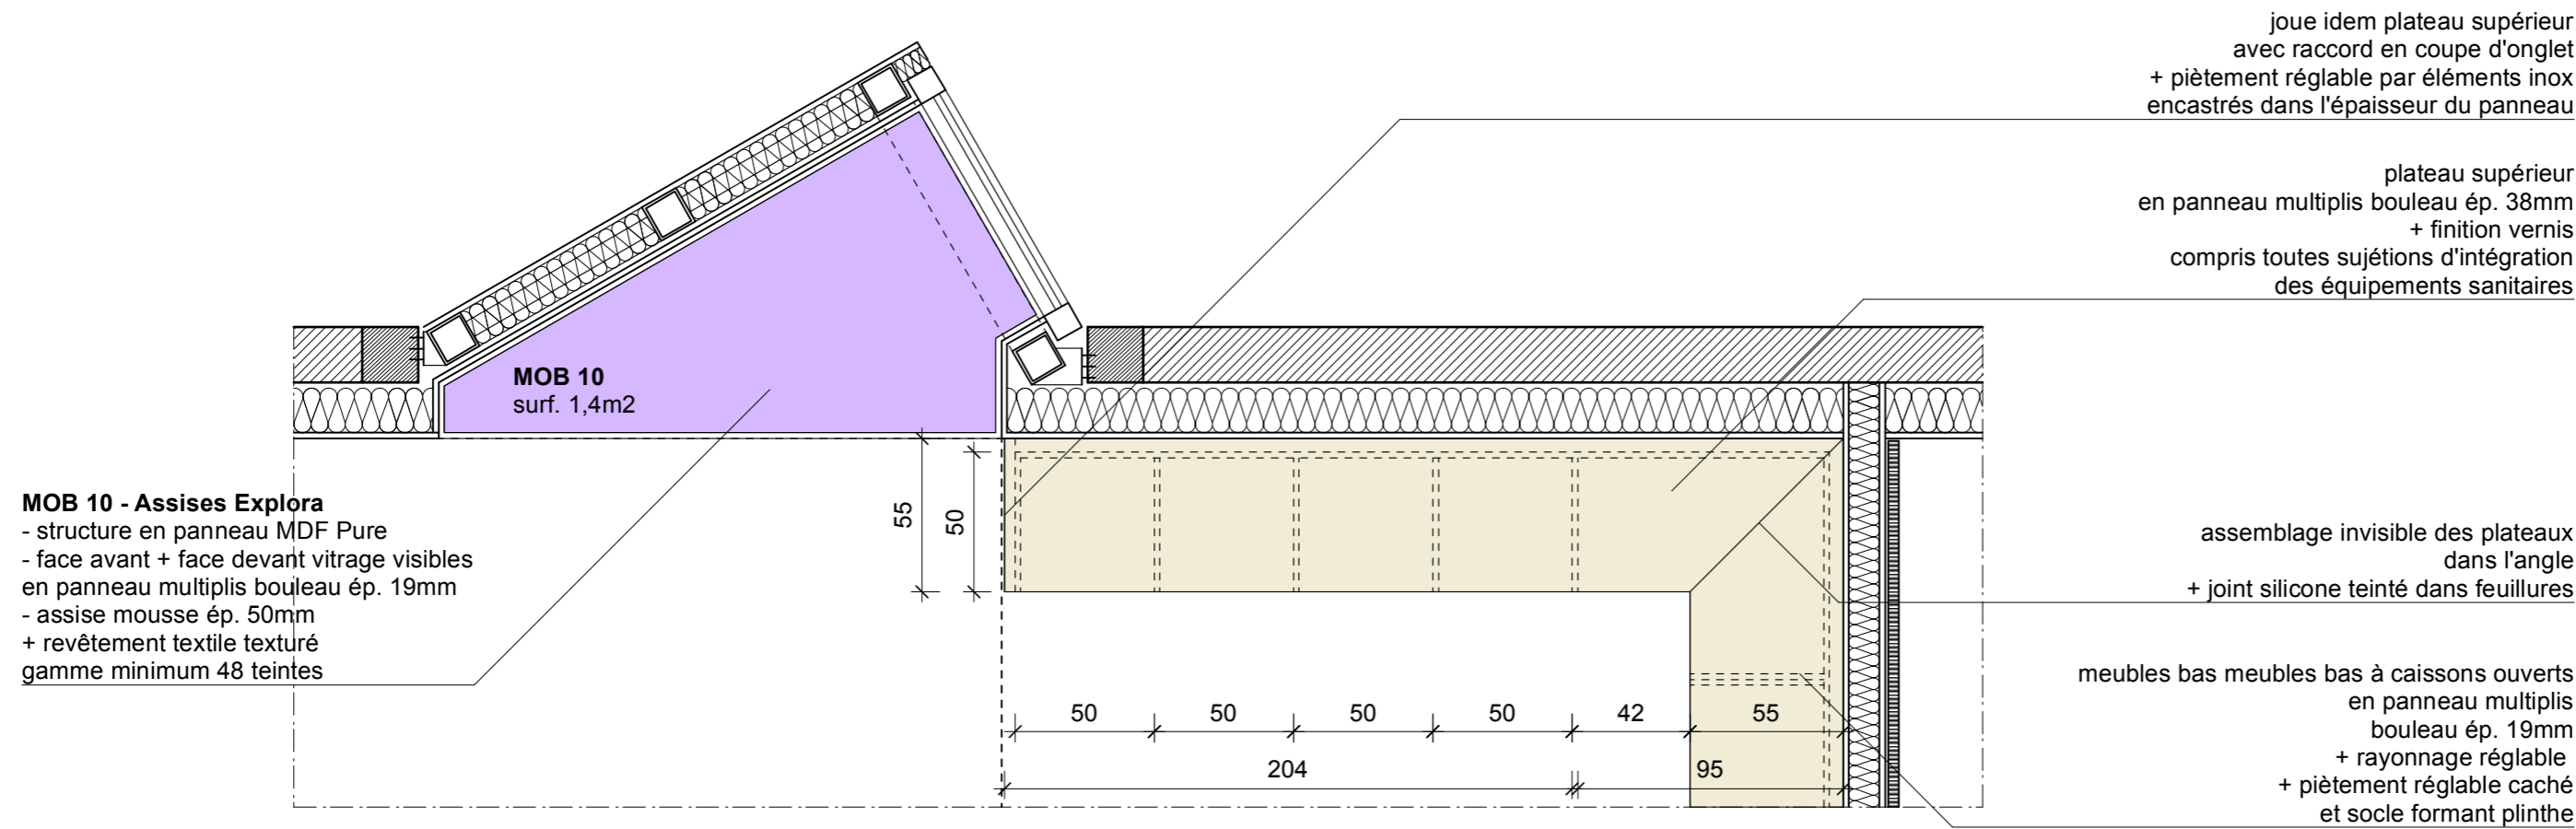 joue idem plateau supérieur
avec raccord en coupe d'onglet
+ piètement réglable par éléments inox
encastrés dans l'épaisseur du panneau
plateau supérieur
en panneau multiplis bouleau ép. 38mm
+ finition vernis
compris toutes sujétions d'intégration
des équipements sanitaires
MOB 10
surf. 1,4m2
MOB 10 - Assises Explora
- structure en panneau MDF Pure
- face avant + face devant vitrage visibles
en panneau multiplis bouleau ép. 19mm
- assise mousse ép. 50mm
+ revêtement textile texturé
gamme minimum 48 teintes
55
50
assemblage invisible des plateaux
dans l'angle
+ joint silicone teinté dans feuillures
meubles bas meubles bas à caissons ouverts
en panneau multiplis
bouleau ép. 19mm
+ rayonnage réglable
+ piètement réglable caché
et socle formant plinthe
50 50 50 50 42 55
204 95